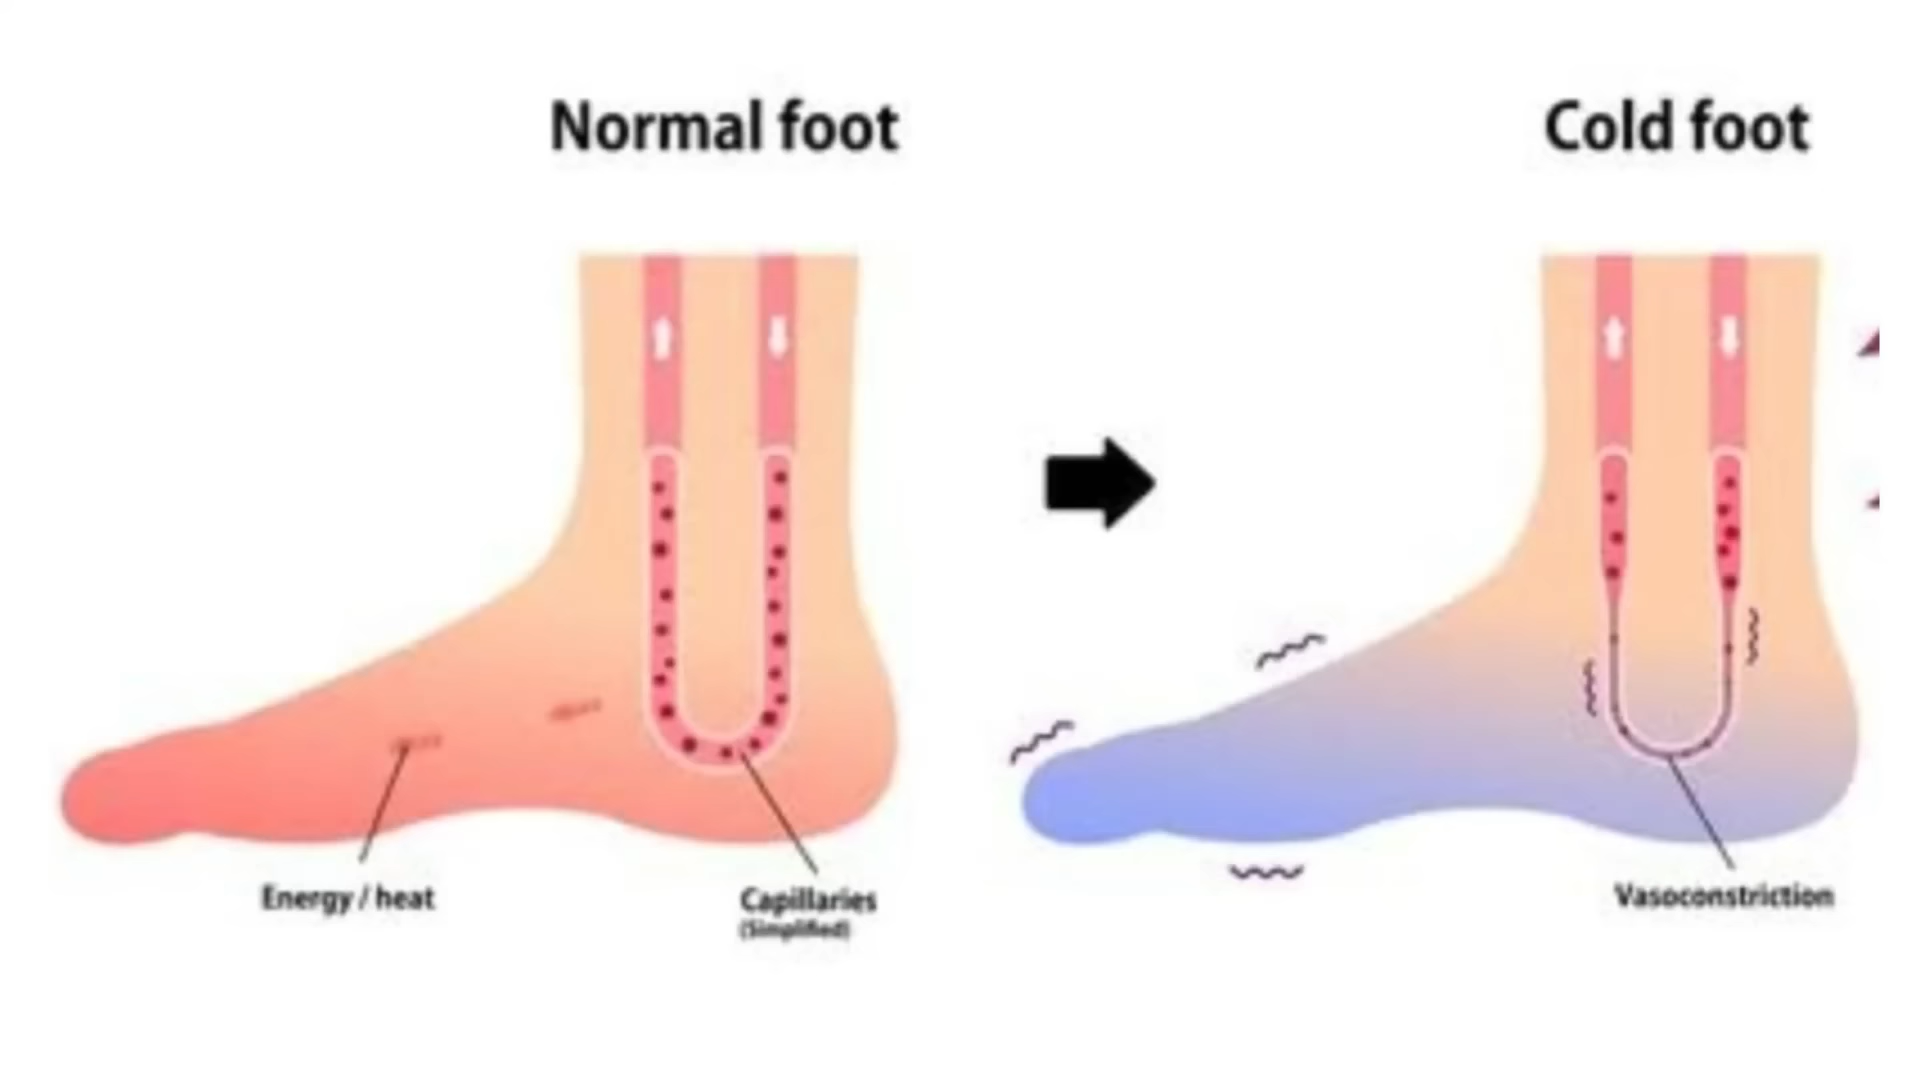 Normal foot
Cold foot
Energy / heat
Capillaries
(Simplified)
Vasoconstriction